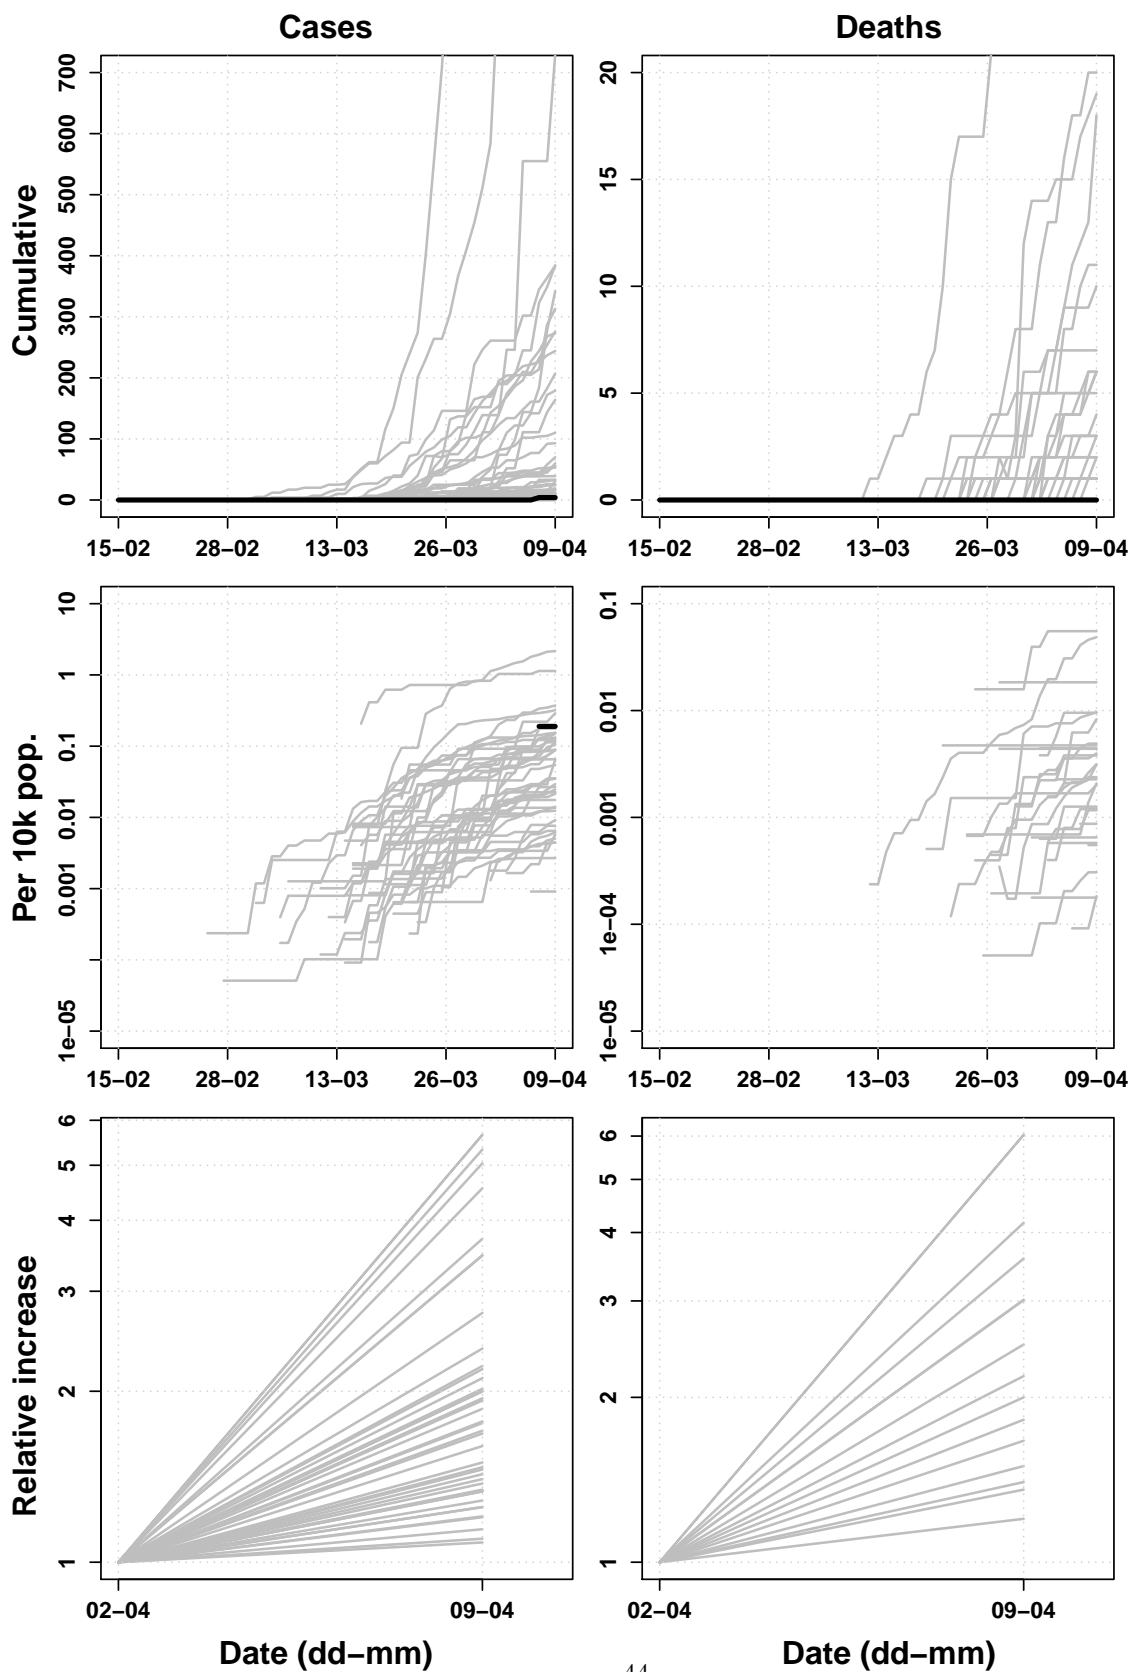 Cases
Deaths
Cumulative
0 100 200 300 400 500 600 700
15−02 28−02 13−03 26−03 09−04
0 5 10 15 20
15−02 28−02 13−03 26−03 09−04
Per 10k pop.
1e−05 0.001 0.01 0.1 1 10
15−02 28−02 13−03 26−03 09−04
1e−05 1e−04 0.001 0.01 0.1
15−02 28−02 13−03 26−03 09−04
Relative increase
1 2 3 4 5 6
02−04 09−04
Date (dd−mm)
1 2 3 4 5 6
02−04 09−04
Date (dd−mm)
44